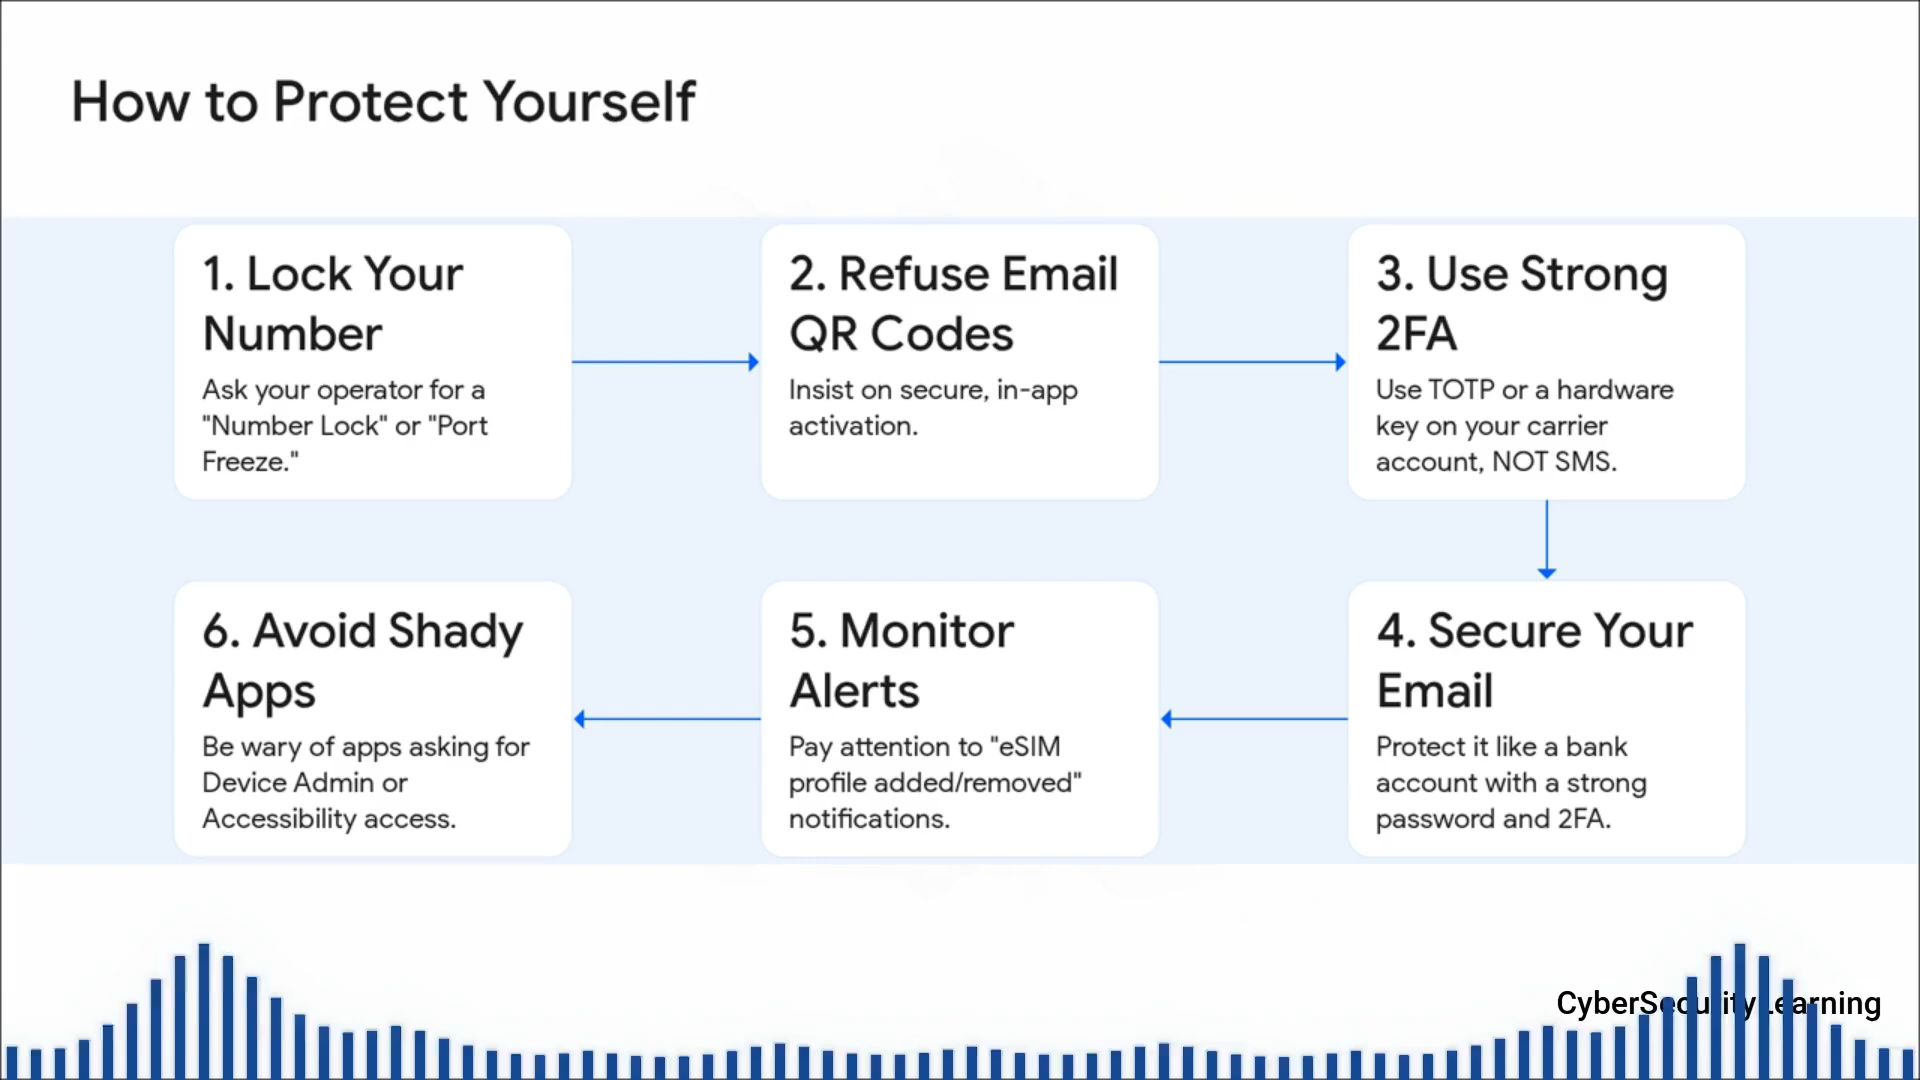 How to Protect Yourself
1. Lock Your
Number
Ask your operator for a
"Number Lock" or "Port
Freeze."
2. Refuse Email
QR Codes
Insist on secure, in-app
activation.
3. Use Strong
2FA
Use TOTP or a hardware
key on your carrier
account, NOT SMS.
4. Secure Your
Email
Protect it like a bank
account with a strong
password and 2FA.
5. Monitor
Alerts
Pay attention to "eSIM
profile added/removed"
notifications.
6. Avoid Shady
Apps
Be wary of apps asking for
Device Admin or
Accessibility access.
CyberSecurity Learning